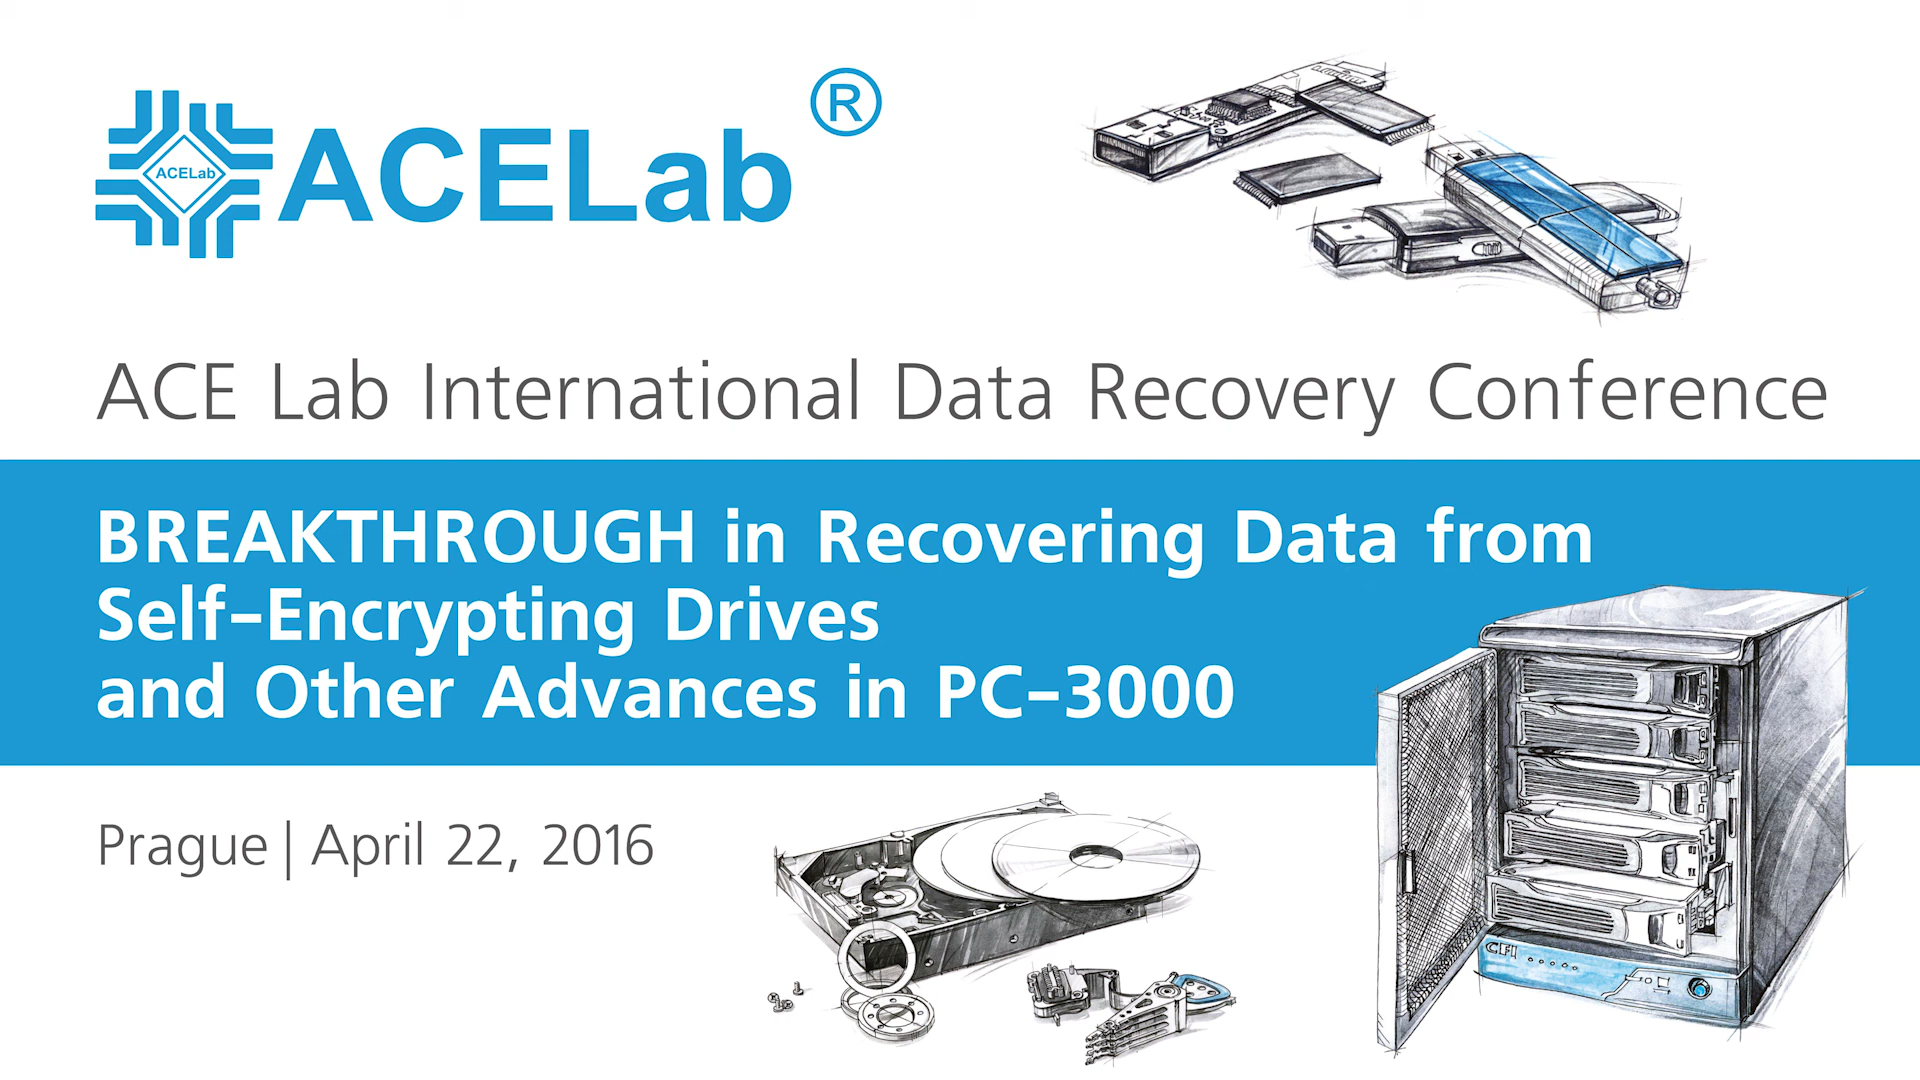 ACELab
ACELab ®
ACE Lab International Data Recovery Conference
BREAKTHROUGH in Recovering Data from
Self-Encrypting Drives
and Other Advances in PC-3000
Prague | April 22, 2016
CFI